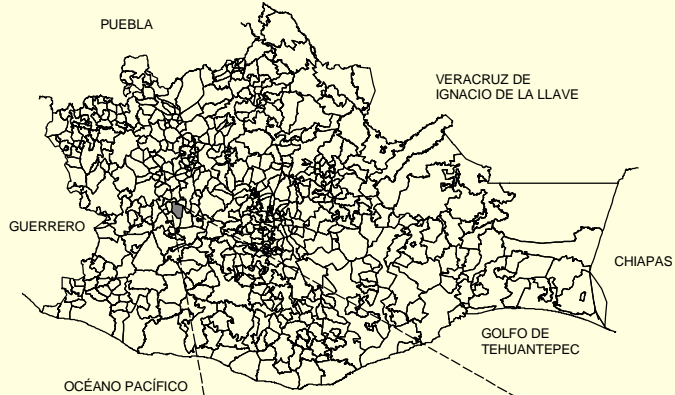 PUEBLA
VERACRUZ DE
IGNACIO DE LA LLAVE
GUERRERO
CHIAPAS
GOLFO DE
TEHUANTEPEC
OCÉANO PACÍFICO